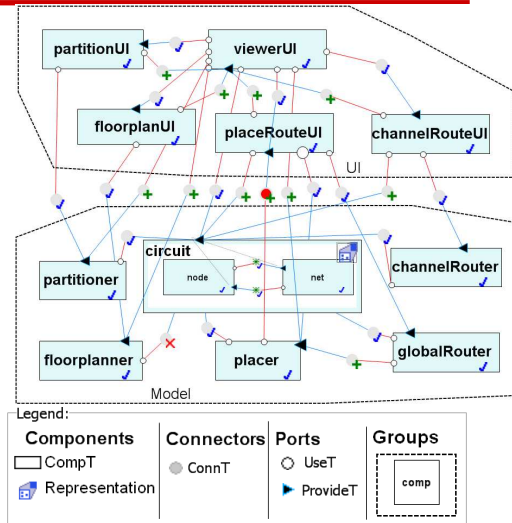 partitionUI
viewerUI
floorplanUI
placeRouteUI
channelRouteUI
UI
circuit
node
net
partitioner
channelRouter
floorplanner
placer
globalRouter
Model
Legend:
Components
Connectors
Ports
Groups
CompT
ConnT
UseT
comp
Representation
ProvideT